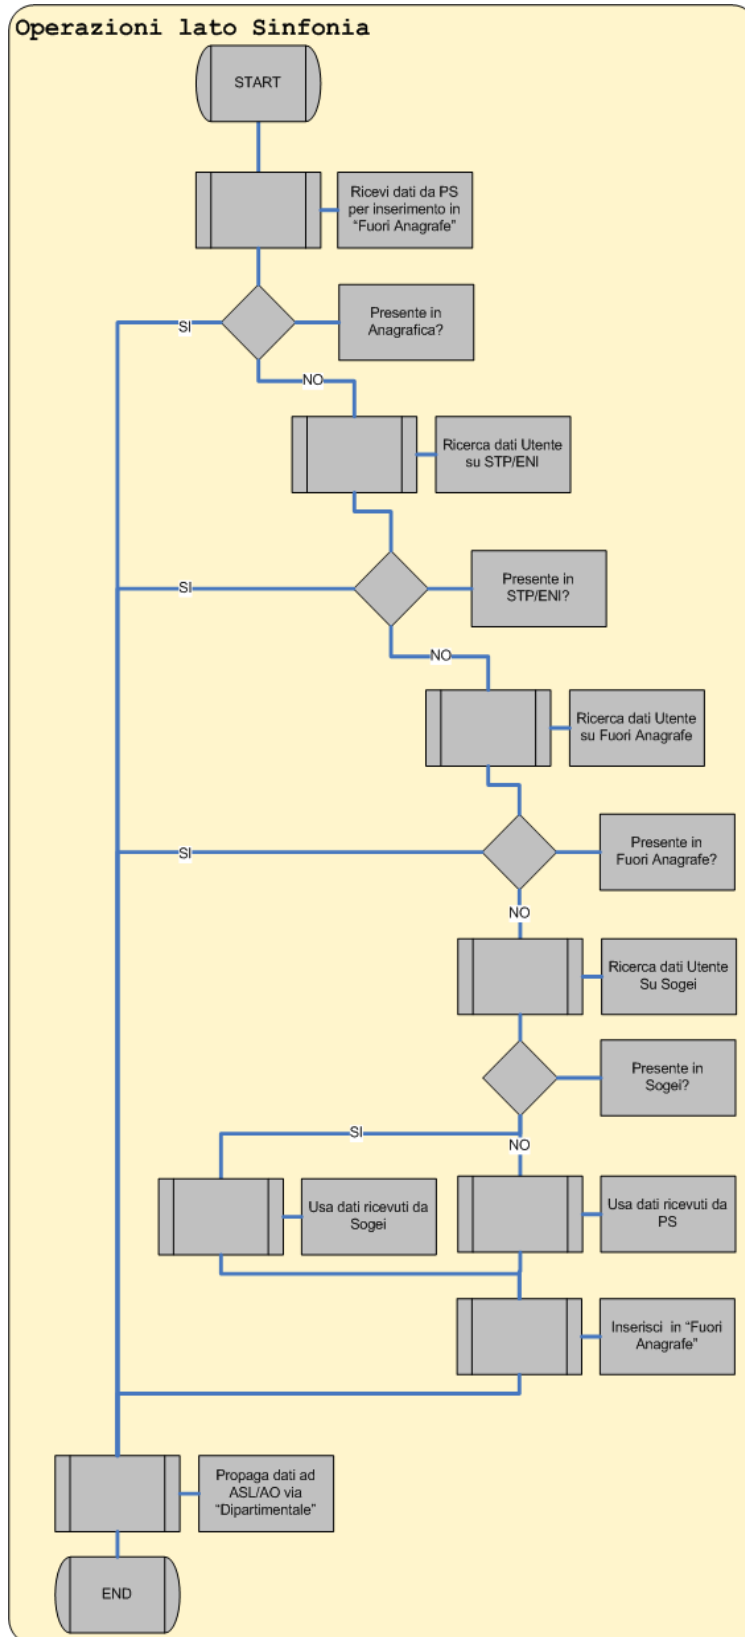 Operazioni lato Sinfonia
START
Ricevi dati da PS
per inserimento in
“Fuori Anagrafe”
Presente in
Anagrafica?
SI
NO
Ricerca dati Utente
su STP/ENI
Presente in
STP/ENI?
SI
NO
Ricerca dati Utente
su Fuori Anagrafe
Presente in
Fuori Anagrafe?
SI
NO
Ricerca dati Utente
Su Sogei
Presente in
Sogei?
SI
NO
Usa dati ricevuti da
Sogei
Usa dati ricevuti da
PS
Inserisci in “Fuori
Anagrafe”
Propaga dati ad
ASL/AO via
“Dipartimentale”
END